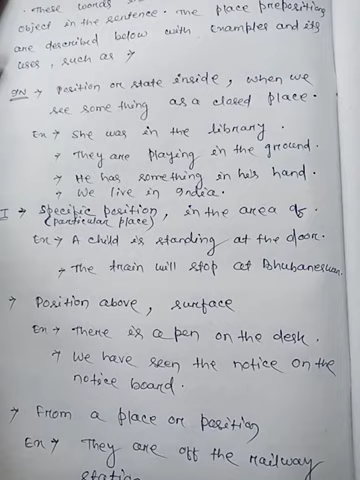 · These words
object in the sentence. The place prepositions
are described below with examples and its
uses, such as →
IN → Position or state inside, when we
see something as a closed place.
Ex → She was in the library.
→ They are playing in the ground.
→ He has something in his hand.
→ We live in India.
→ Specific position, in the area of.
(particular place)
Ex → A child is standing at the door.
→ The train will stop at Bhubaneswar.
→ Position above, surface
Ex → There is a pen on the desk.
→ We have seen the notice on the
notice board.
→ From a place or position
Ex → They are off the railway
station